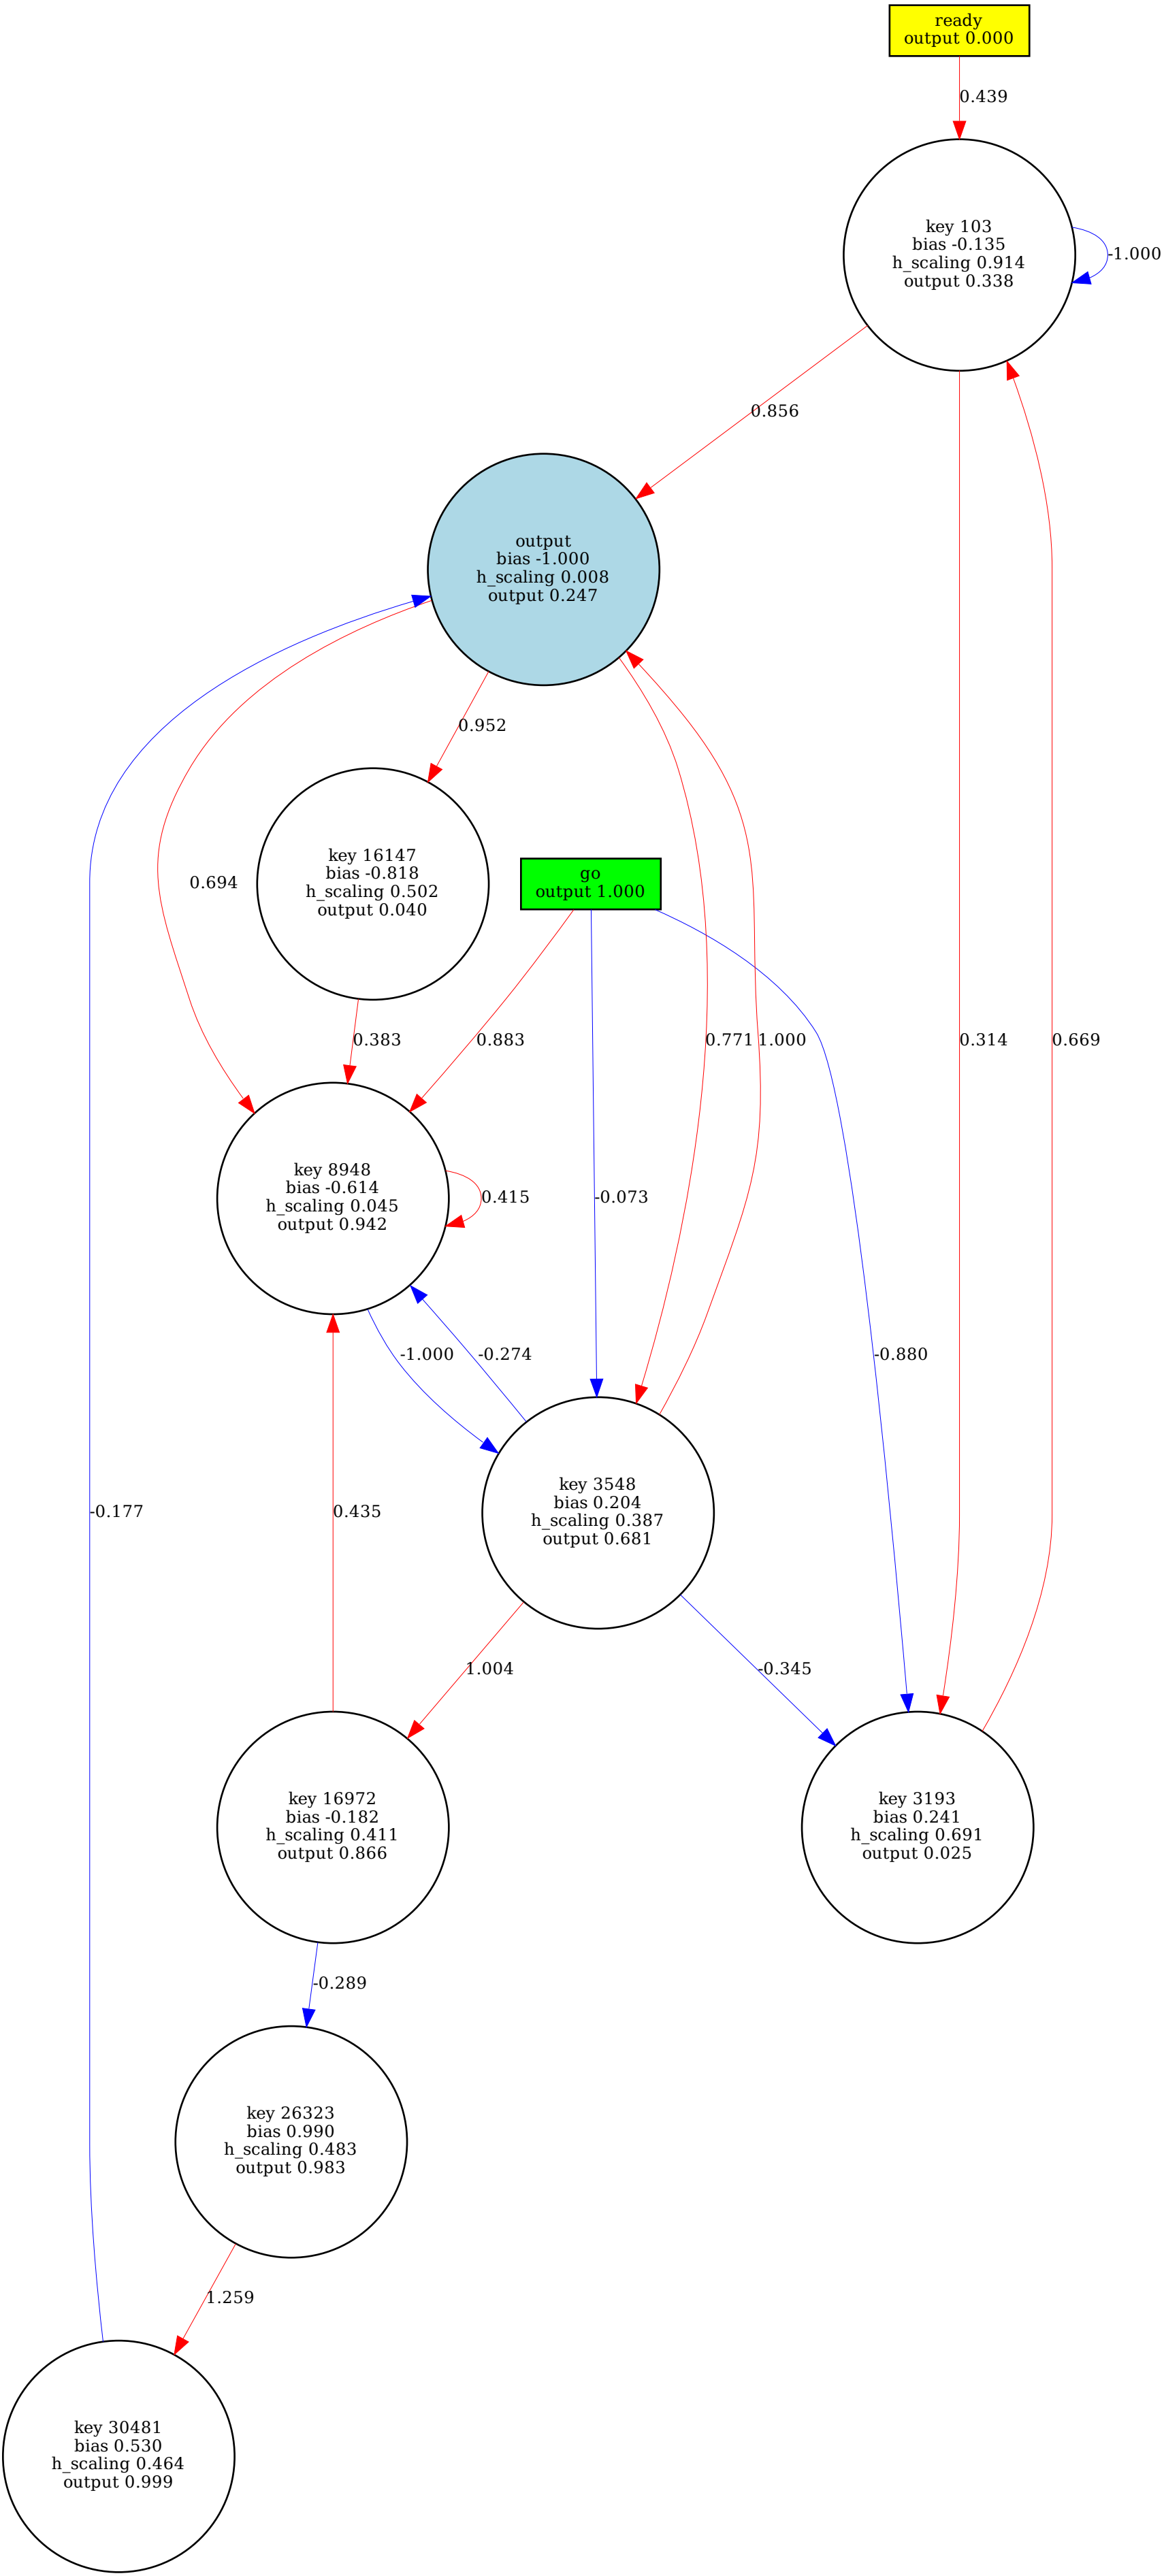 ready
output 0.000
0.439
key 103
bias -0.135
h_scaling 0.914
output 0.338
-1.000
0.856
output
bias -1.000
h_scaling 0.008
output 0.247
0.952
key 16147
bias -0.818
h_scaling 0.502
output 0.040
go
output 1.000
0.694
0.383
0.883
0.771
1.000
0.314
0.669
key 8948
bias -0.614
h_scaling 0.045
output 0.942
0.415
-0.073
-1.000
-0.274
-0.880
key 3548
bias 0.204
h_scaling 0.387
output 0.681
-0.177
0.435
1.004
-0.345
key 16972
bias -0.182
h_scaling 0.411
output 0.866
key 3193
bias 0.241
h_scaling 0.691
output 0.025
-0.289
key 26323
bias 0.990
h_scaling 0.483
output 0.983
1.259
key 30481
bias 0.530
h_scaling 0.464
output 0.999